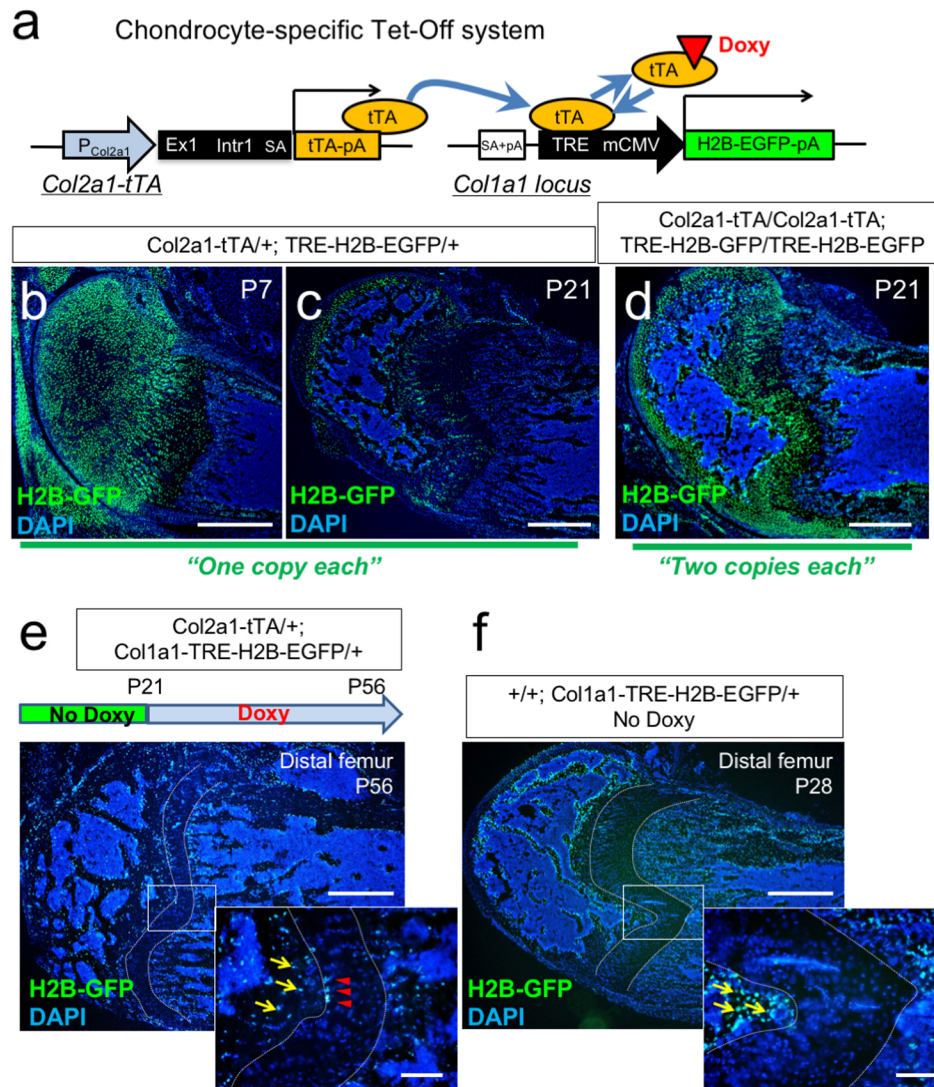 a
Chondrocyte-specific Tet-Off system
Doxy
tTA
tTA
tTA
PCol2a1
Ex1
Intr1
SA
tTA-pA
SA+pA
TRE
mCMV
H2B-EGFP-pA
Col2a1-tTA
Col1a1 locus
Col2a1-tTA/+; TRE-H2B-EGFP/+
Col2a1-tTA/Col2a1-tTA;
TRE-H2B-GFP/TRE-H2B-EGFP
b
P7
H2B-GFP
DAPI
c
P21
H2B-GFP
DAPI
d
P21
H2B-GFP
DAPI
“One copy each”
“Two copies each”
e
Col2a1-tTA/+;
Col1a1-TRE-H2B-EGFP/+
P21
P56
No Doxy
Doxy
Distal femur
P56
H2B-GFP
DAPI
f
+/+; Col1a1-TRE-H2B-EGFP/+
No Doxy
Distal femur
P28
H2B-GFP
DAPI